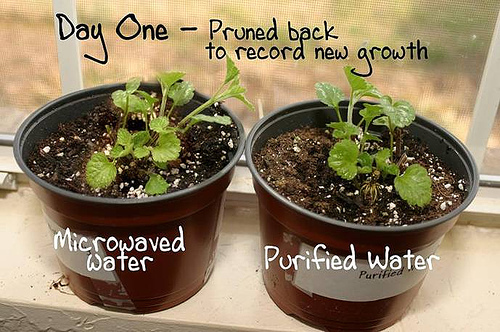 Day One – Pruned back
to record new growth
Microwaved
water
Purified Water
Purified